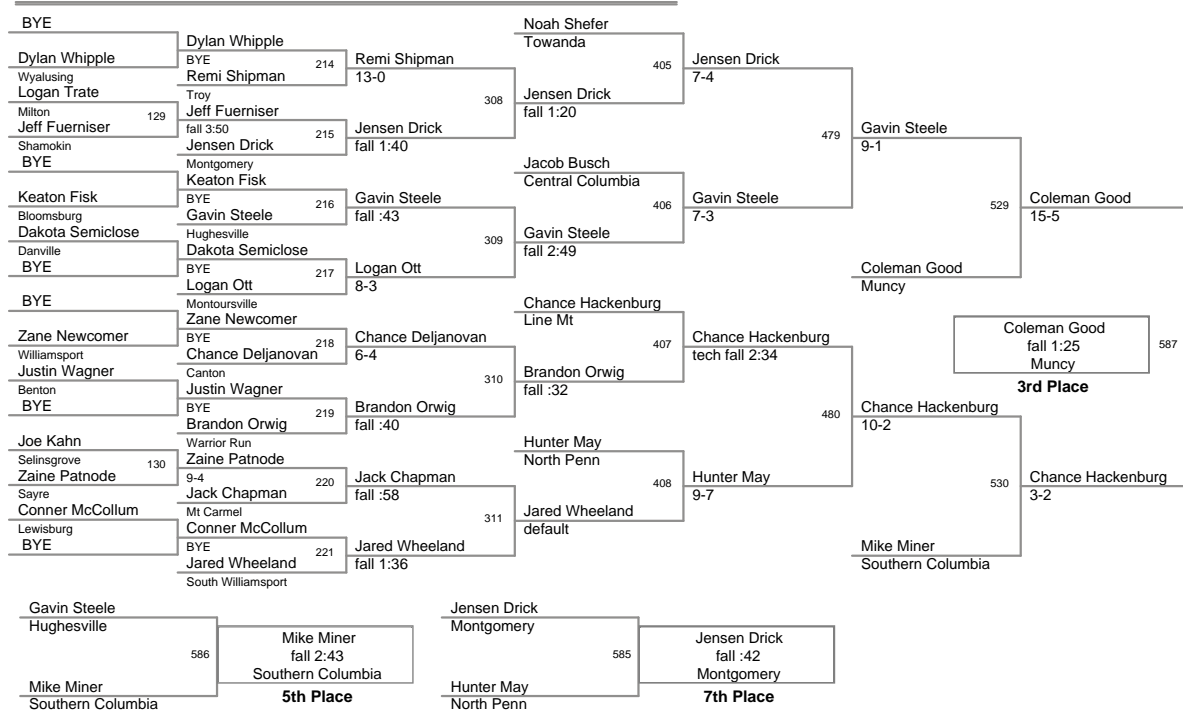 BYE
Dylan Whipple
Wyalusing
Logan Trate
Milton
129
Jeff Fuerniser
Shamokin
BYE
Keaton Fisk
Bloomsburg
Dakota Semiclose
Danville
BYE
BYE
Zane Newcomer
Williamsport
Justin Wagner
Benton
BYE
Joe Kahn
Selinsgrove
130
Zaine Patnode
Sayre
Conner McCollum
Lewisburg
BYE
Dylan Whipple
BYE
214
Remi Shipman
Troy
Jeff Fuerniser
fall 3:50
215
Jensen Drick
Montgomery
Keaton Fisk
BYE
216
Gavin Steele
Hughesville
Dakota Semiclose
BYE
217
Logan Ott
Montoursville
Zane Newcomer
BYE
218
Chance Deljanovan
Canton
Justin Wagner
BYE
219
Brandon Orwig
Warrior Run
Zaine Patnode
9-4
220
Jack Chapman
Mt Carmel
Conner McCollum
BYE
221
Jared Wheeland
South Williamsport
Remi Shipman
13-0
308
Jensen Drick
fall 1:40
Gavin Steele
fall :43
309
Logan Ott
8-3
Chance Deljanovan
6-4
310
Brandon Orwig
fall :40
Jack Chapman
fall :58
311
Jared Wheeland
fall 1:36
Noah Shefer
Towanda
405
Jensen Drick
fall 1:20
Jacob Busch
Central Columbia
406
Gavin Steele
fall 2:49
Chance Hackenburg
Line Mt
407
Brandon Orwig
fall :32
Hunter May
North Penn
408
Jared Wheeland
default
Jensen Drick
7-4
479
Gavin Steele
7-3
Chance Hackenburg
tech fall 2:34
480
Hunter May
9-7
Gavin Steele
9-1
529
Coleman Good
Muncy
Chance Hackenburg
10-2
530
Mike Miner
Southern Columbia
Coleman Good
15-5
Coleman Good
fall 1:25
587
Muncy
3rd Place
Chance Hackenburg
3-2
Gavin Steele
Hughesville
586
Mike Miner
Southern Columbia
Mike Miner
fall 2:43
Southern Columbia
5th Place
Jensen Drick
Montgomery
585
Hunter May
North Penn
Jensen Drick
fall :42
Montgomery
7th Place